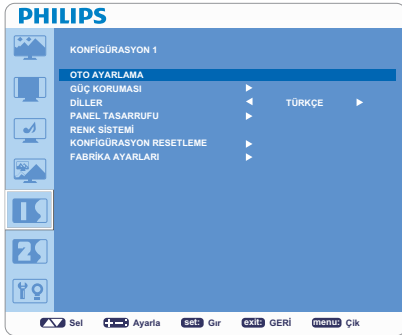 PHILIPS
KONFİGÜRASYON 1
OTO AYARLAMA
GÜÇ KORUMASI
DİLLER TÜRKÇE
PANEL TASARRUFU
RENK SİSTEMİ
KONFİGÜRASYON RESETLEME
FABRİKA AYARLARI
Sel Ayarla set: Gır exit: GERİ menu: Çik